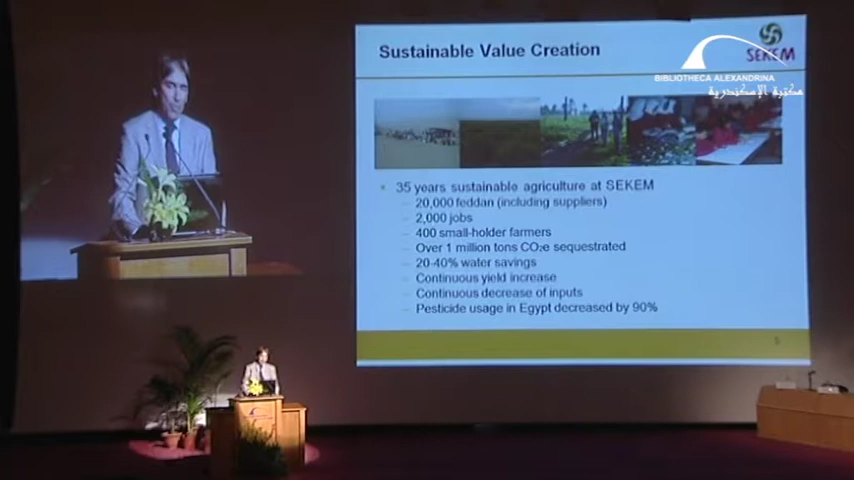 Sustainable Value Creation
SEKEM
BIBLIOTHECA ALEXANDRINA
مكتبة الإسكندرية
35 years sustainable agriculture at SEKEM
– 20,000 feddan (including suppliers)
– 2,000 jobs
– 400 small-holder farmers
– Over 1 million tons CO₂e sequestrated
– 20-40% water savings
– Continuous yield increase
– Continuous decrease of inputs
– Pesticide usage in Egypt decreased by 90%